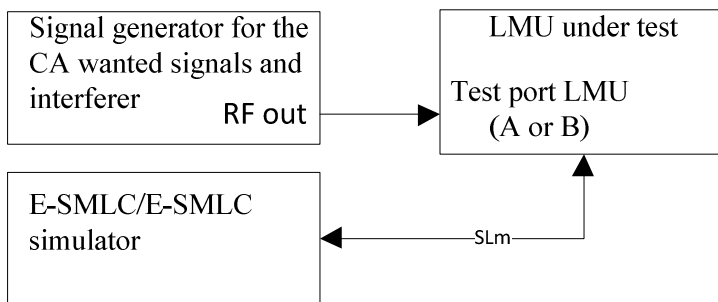 Signal generator for the
CA wanted signals and
interferer
RF out
LMU under test
Test port LMU
(A or B)
E-SMLC/E-SMLC
simulator
SLm